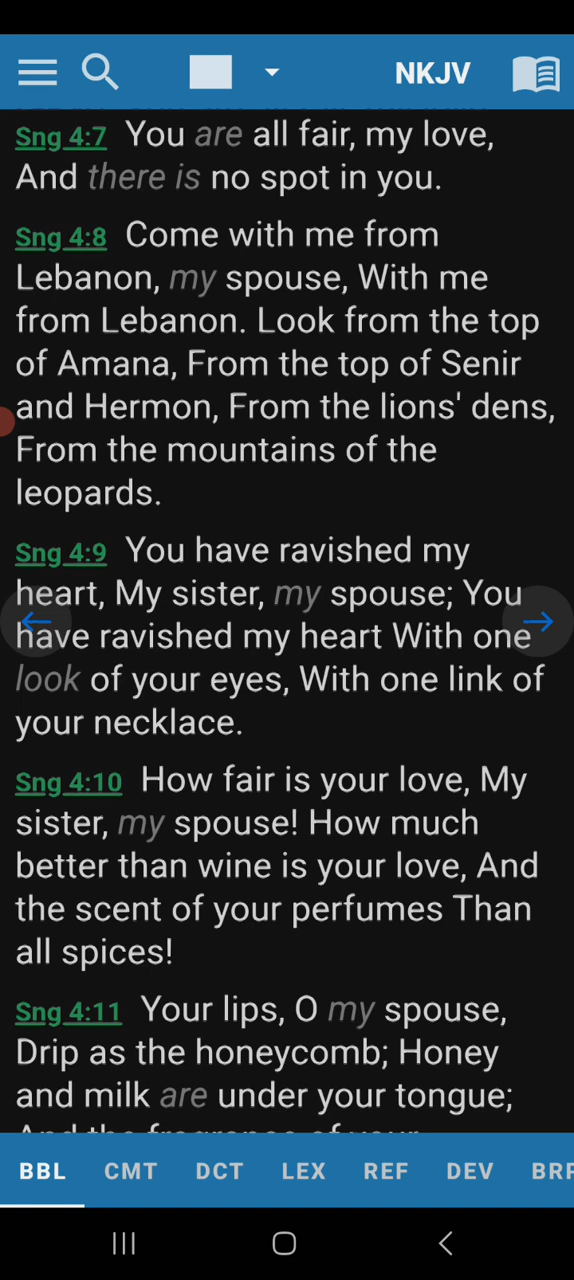 NKJV
Sng 4:7 You are all fair, my love,
And there is no spot in you.
Sng 4:8 Come with me from
Lebanon, my spouse, With me
from Lebanon. Look from the top
of Amana, From the top of Senir
and Hermon, From the lions' dens,
From the mountains of the
leopards.
Sng 4:9 You have ravished my
heart, My sister, my spouse; You
have ravished my heart With one
look of your eyes, With one link of
your necklace.
Sng 4:10 How fair is your love, My
sister, my spouse! How much
better than wine is your love, And
the scent of your perfumes Than
all spices!
Sng 4:11 Your lips, O my spouse,
Drip as the honeycomb; Honey
and milk are under your tongue;
And the fragrance of your
BBL CMT DCT LEX REF DEV BRF